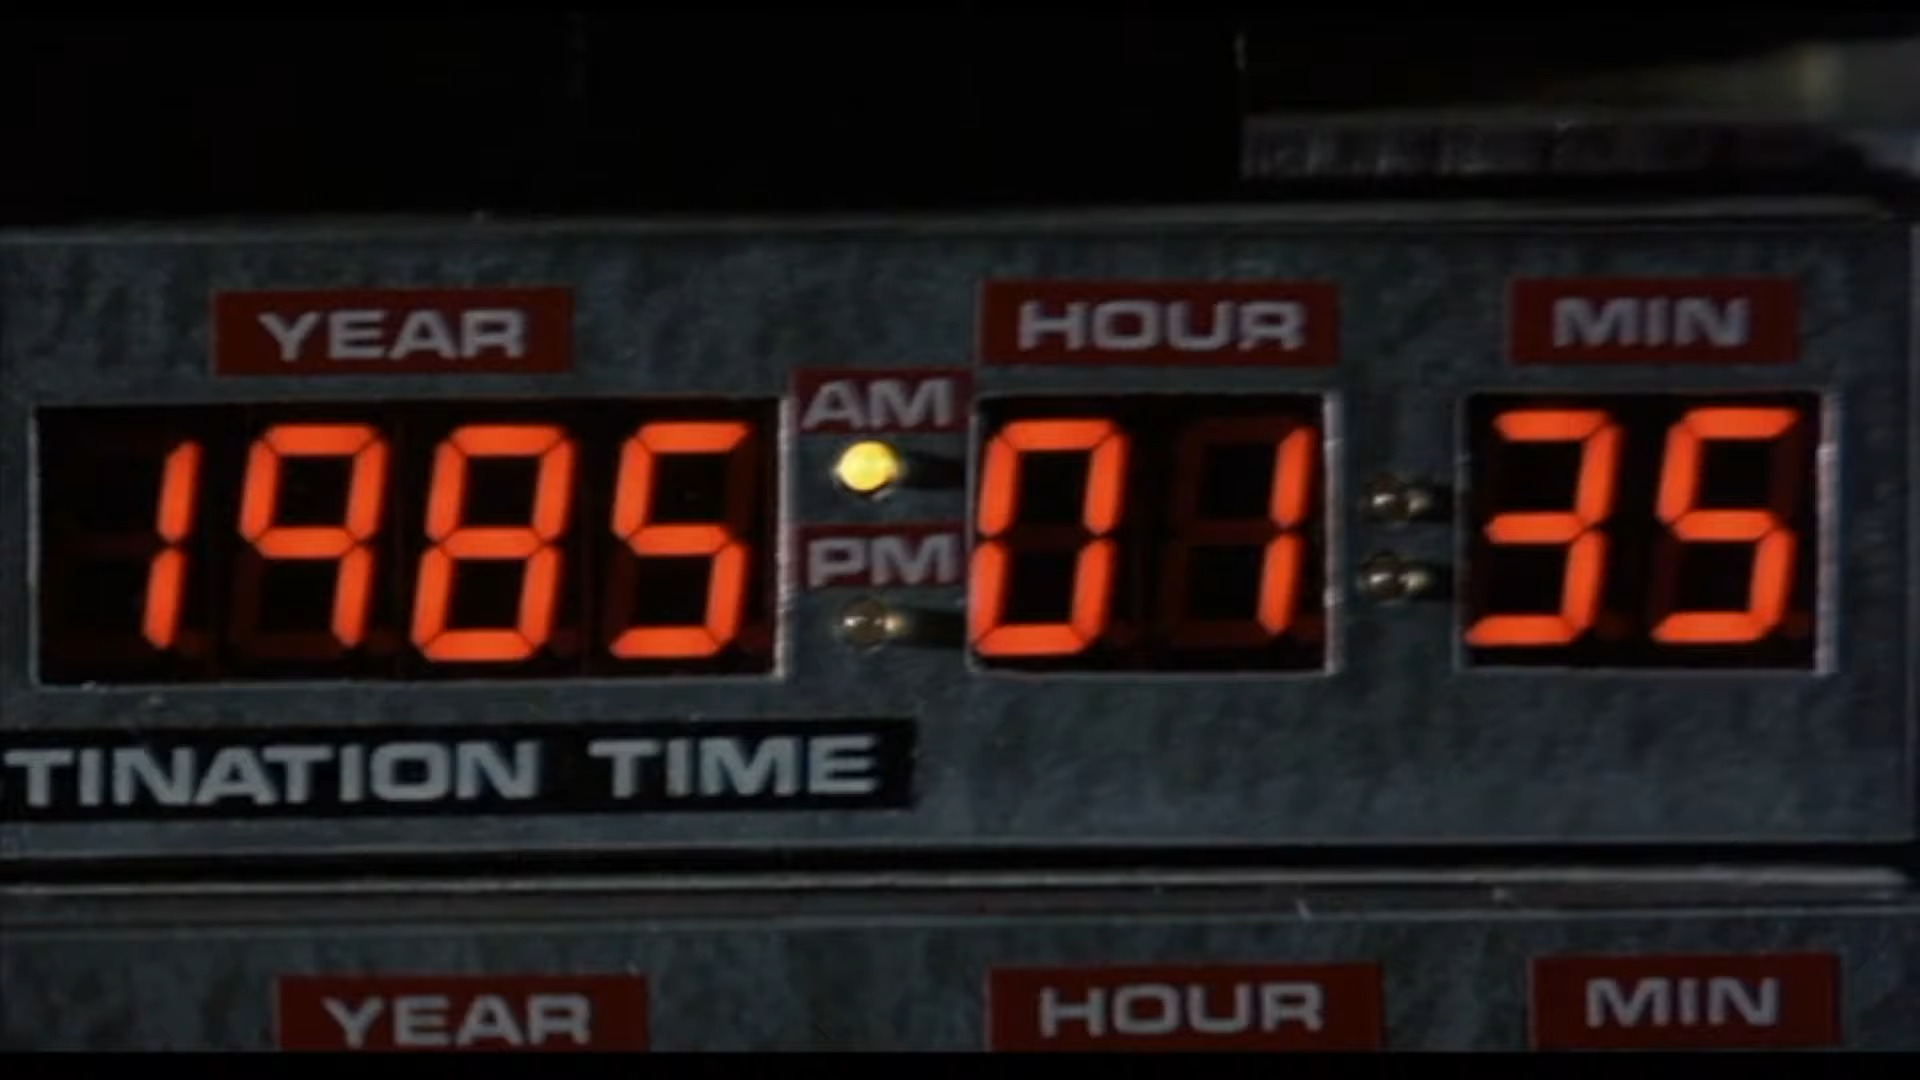 YEAR HOUR MIN
AM
1985 01 35
PM
TINATION TIME
YEAR HOUR MIN